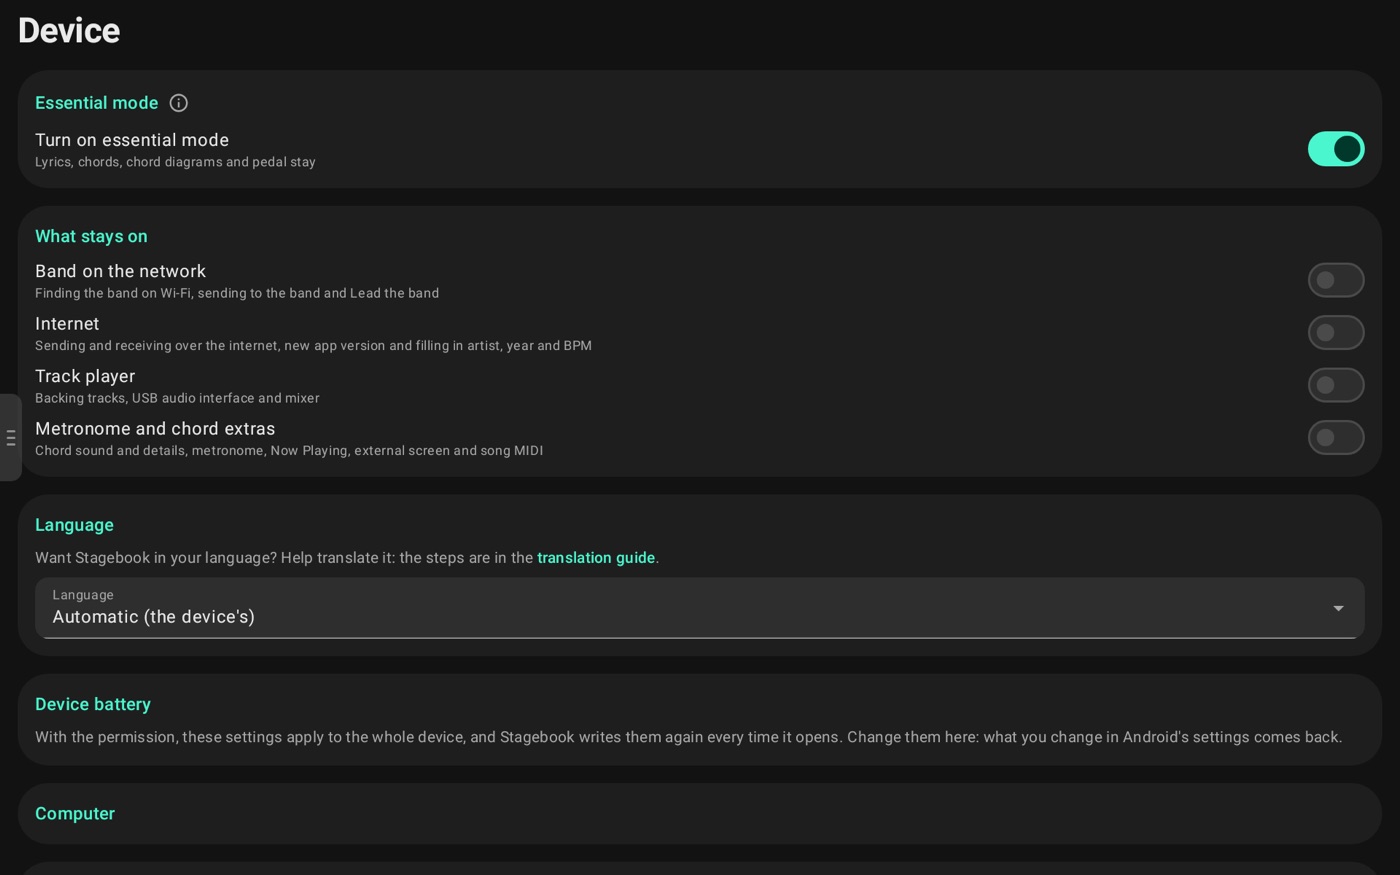 Device
Essential mode
Turn on essential mode
Lyrics, chords, chord diagrams and pedal stay
What stays on
Band on the network
Finding the band on Wi-Fi, sending to the band and Lead the band
Internet
Sending and receiving over the internet, new app version and filling in artist, year and BPM
Track player
Backing tracks, USB audio interface and mixer
Metronome and chord extras
Chord sound and details, metronome, Now Playing, external screen and song MIDI
Language
Want Stagebook in your language? Help translate it: the steps are in the translation guide.
Language
Automatic (the device's)
Device battery
With the permission, these settings apply to the whole device, and Stagebook writes them again every time it opens. Change them here: what you change in Android's settings comes back.
Computer